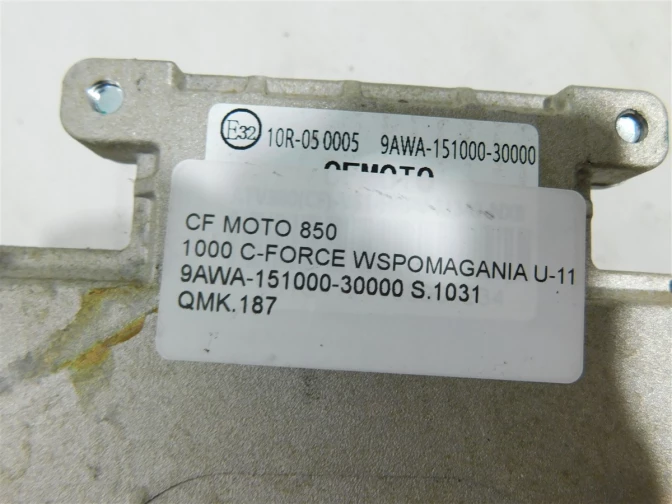 E32 10R-05 0005 9AWA-151000-30000
CFMOTO
CF MOTO 850
1000 C-FORCE WSPOMAGANIA U-11
9AWA-151000-30000 S.1031
QMK.187